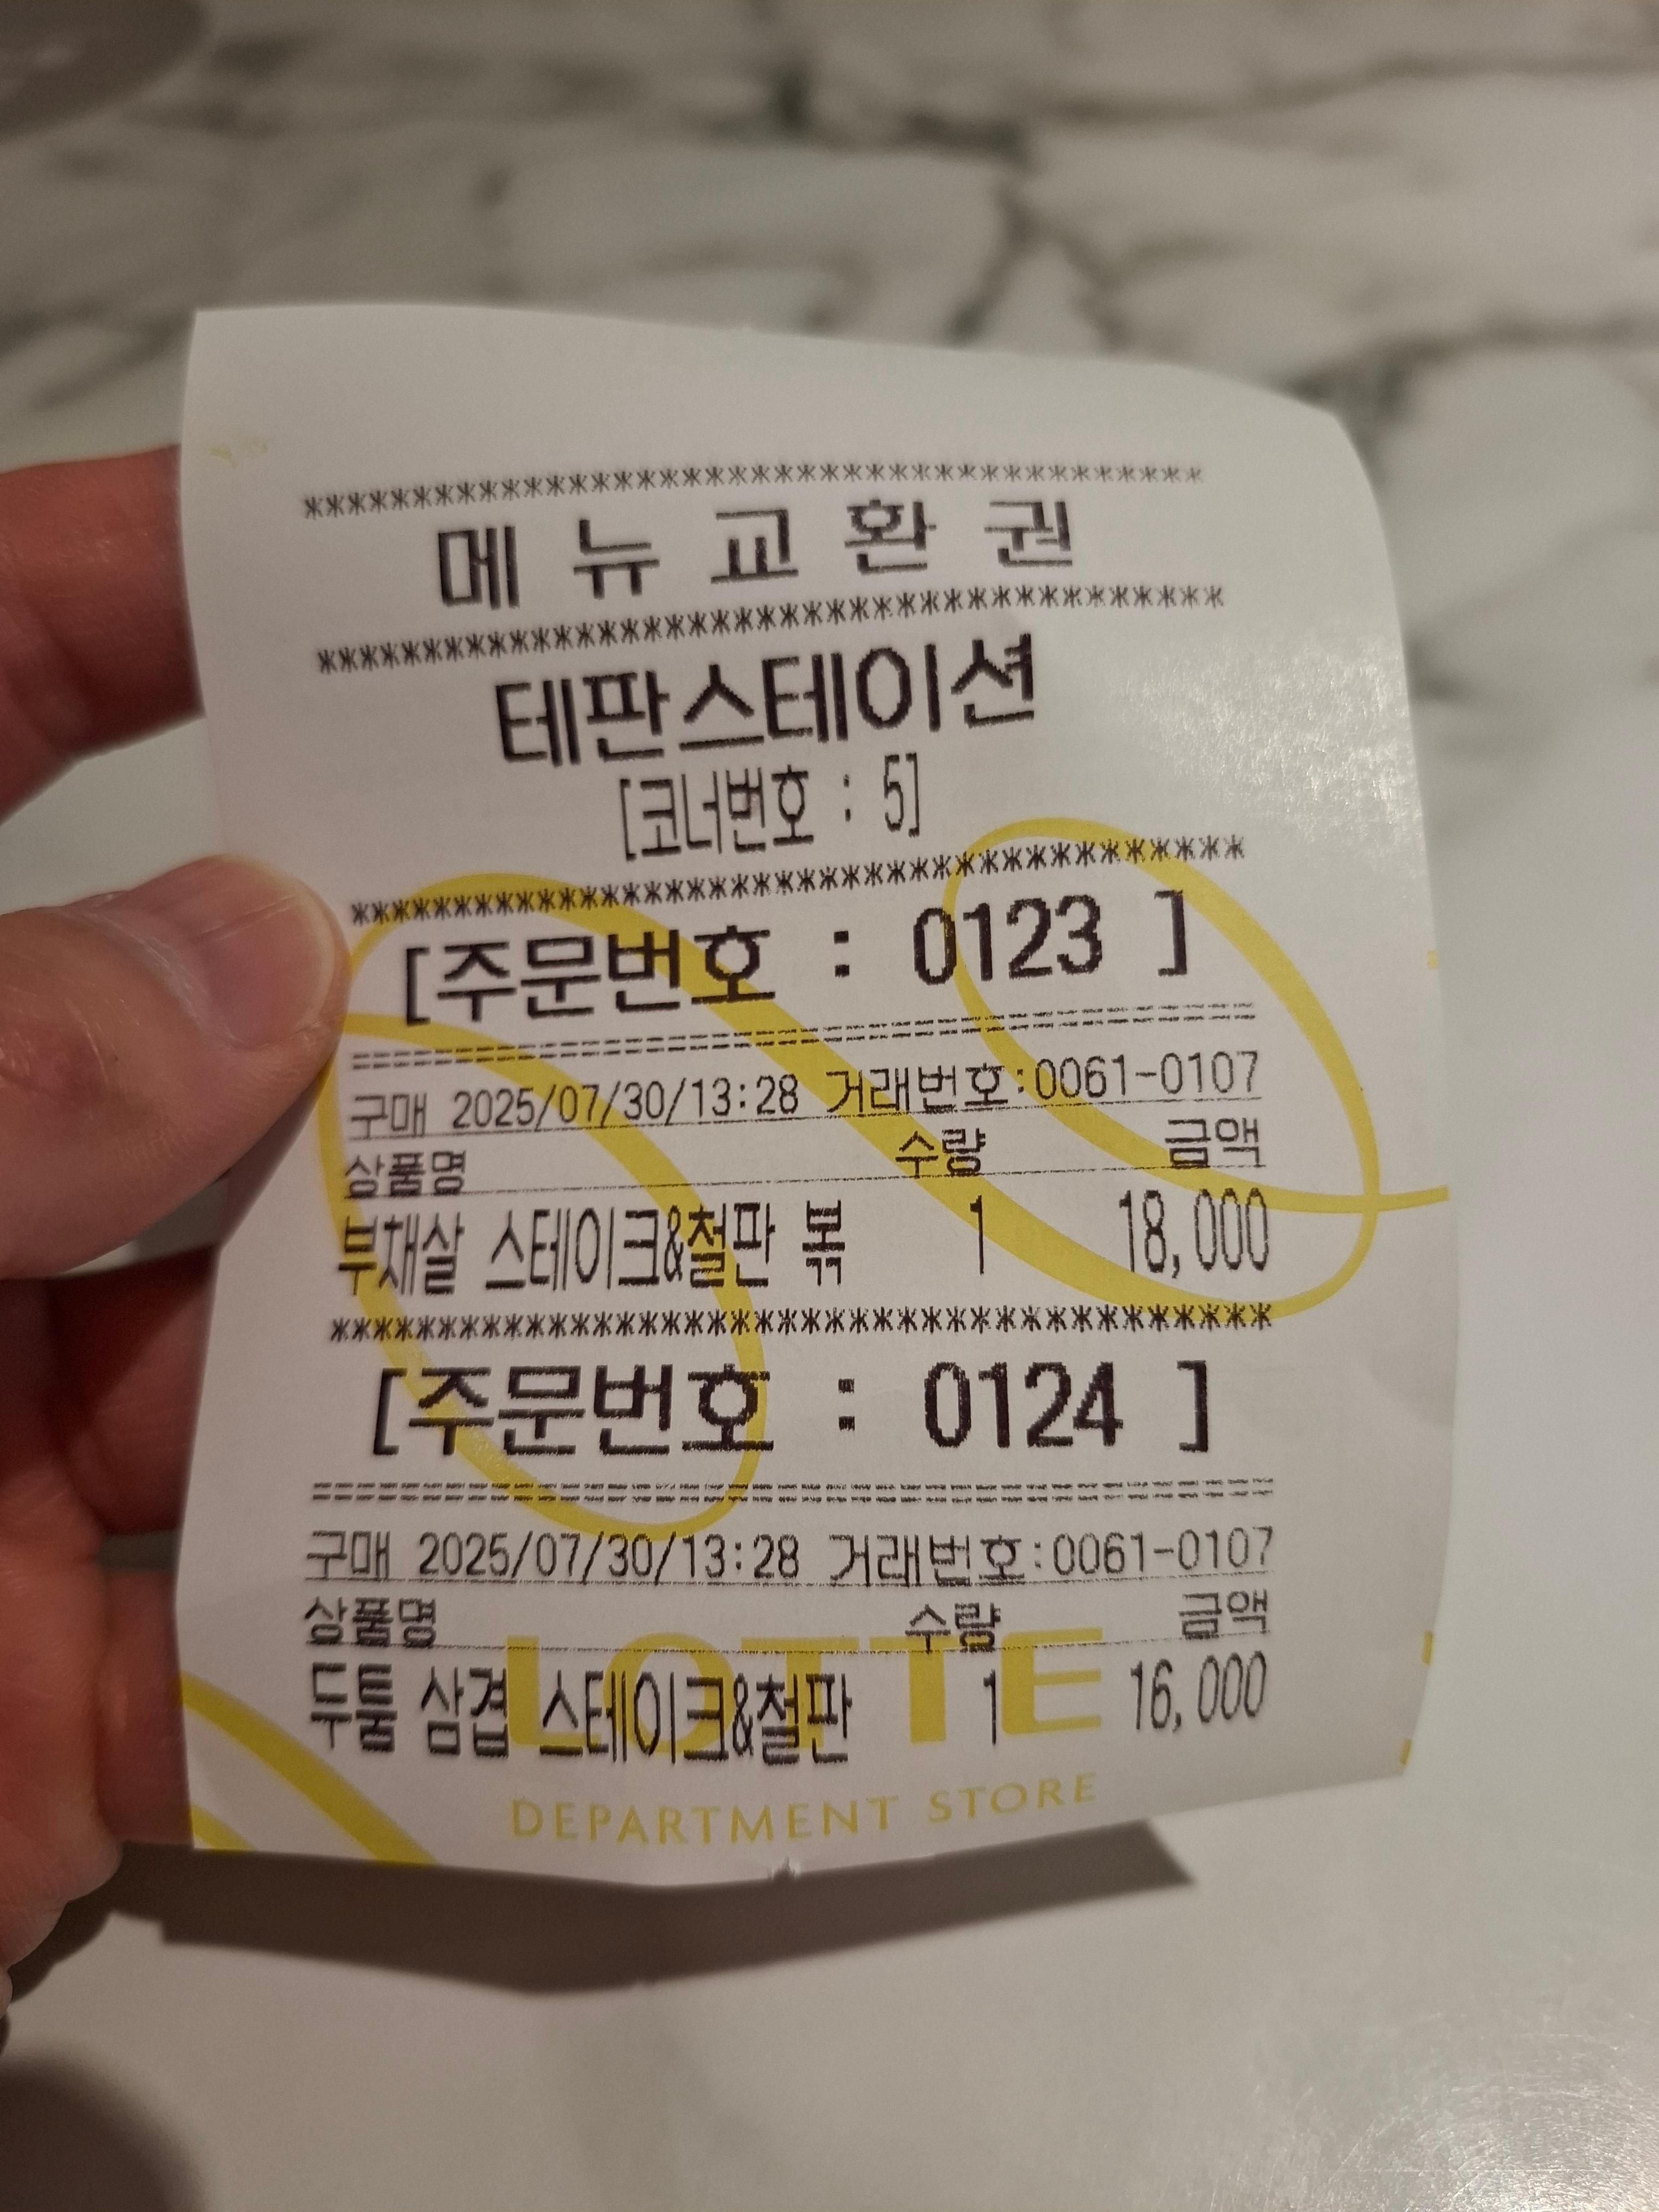 ****************************************
메 뉴 교 환 권
****************************************
테판스테이션
[코너번호 : 5]
****************************************
[주문번호 : 0123 ]
========================================
구매 2025/07/30/13:28 거래번호:0061-0107
상품명 수량 금액
부채살 스테이크&철판 볶 1 18,000
****************************************
[주문번호 : 0124 ]
========================================
구매 2025/07/30/13:28 거래번호:0061-0107
상품명 수량 금액
두툼 삼겹 스테이크&철판 1 16,000
LOTTE
DEPARTMENT STORE